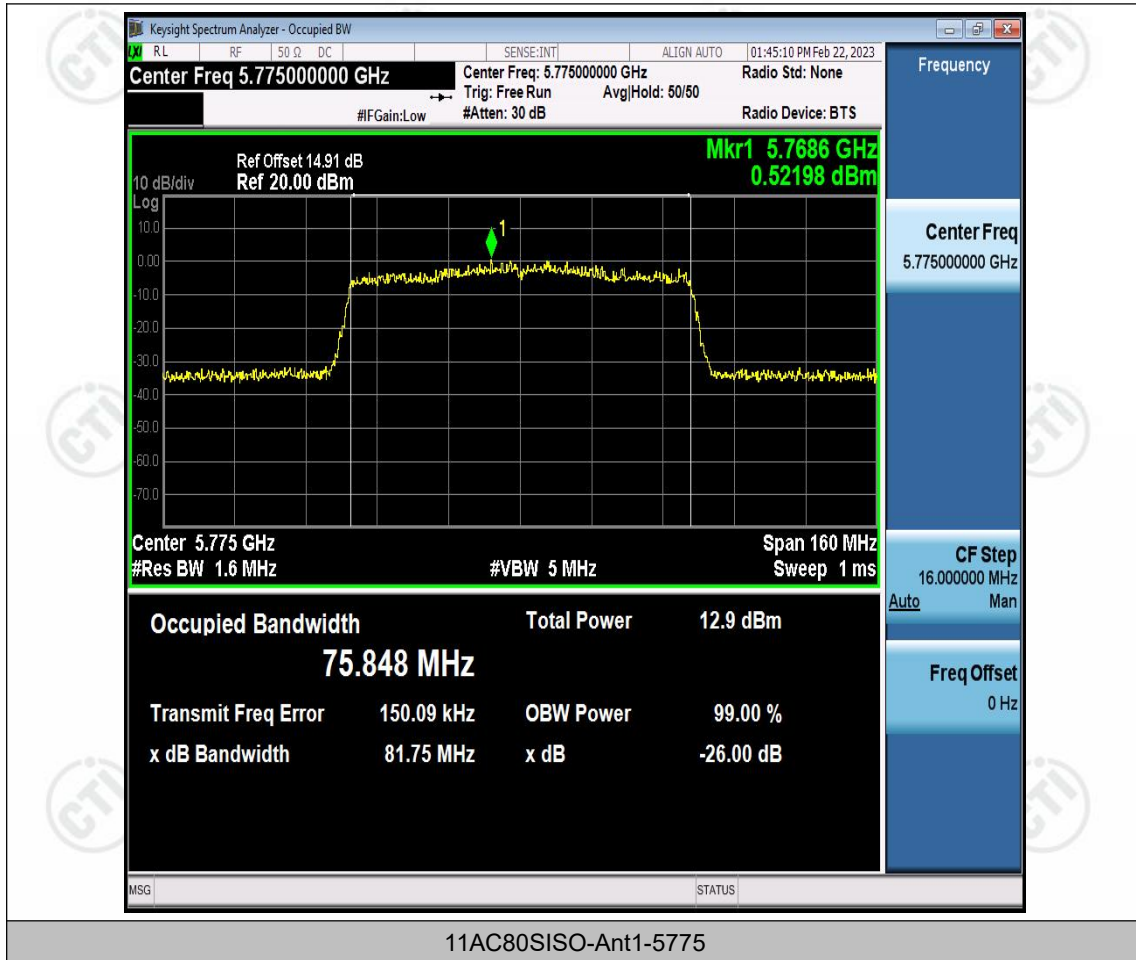 Keysight Spectrum Analyzer - Occupied BW
LXI RL RF 50 Ω DC SENSE:INT ALIGN AUTO 01:45:10 PM Feb 22, 2023
Center Freq 5.775000000 GHz
Center Freq: 5.775000000 GHz Radio Std: None
Trig: Free Run Avg|Hold: 50/50
#IFGain:Low #Atten: 30 dB Radio Device: BTS
Frequency
Ref Offset 14.91 dB Mkr1 5.7686 GHz
10 dB/div Ref 20.00 dBm 0.52198 dBm
Log
10.0
0.00
-10.0
-20.0
-30.0
-40.0
-50.0
-60.0
-70.0
1
Center 5.775 GHz Span 160 MHz
#Res BW 1.6 MHz #VBW 5 MHz Sweep 1 ms
Center Freq
5.775000000 GHz
CF Step
16.000000 MHz
Auto Man
Freq Offset
0 Hz
Occupied Bandwidth Total Power 12.9 dBm
75.848 MHz
Transmit Freq Error 150.09 kHz OBW Power 99.00 %
x dB Bandwidth 81.75 MHz x dB -26.00 dB
MSG STATUS
11AC80SISO-Ant1-5775
CTI
CTI
CTI
CTI
CTI
CTI